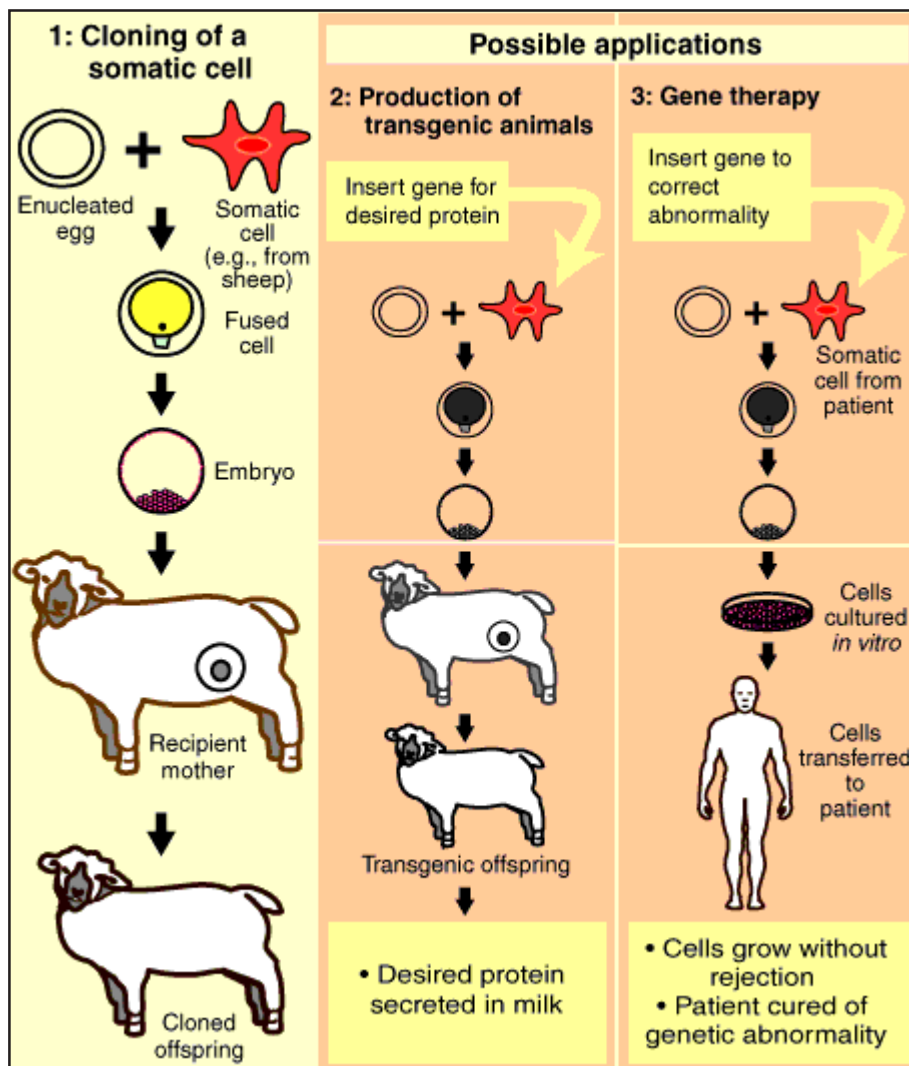 1: Cloning of a
somatic cell
Enucleated
egg
+
Somatic
cell
(e.g., from
sheep)
Fused
cell
Embryo
Recipient
mother
Cloned
offspring
Possible applications
2: Production of
transgenic animals
Insert gene for
desired protein
+
Transgenic offspring
• Desired protein
secreted in milk
3: Gene therapy
Insert gene to
correct
abnormality
+
Somatic
cell from
patient
Cells
cultured
in vitro
Cells
transferred
to
patient
• Cells grow without
rejection
• Patient cured of
genetic abnormality